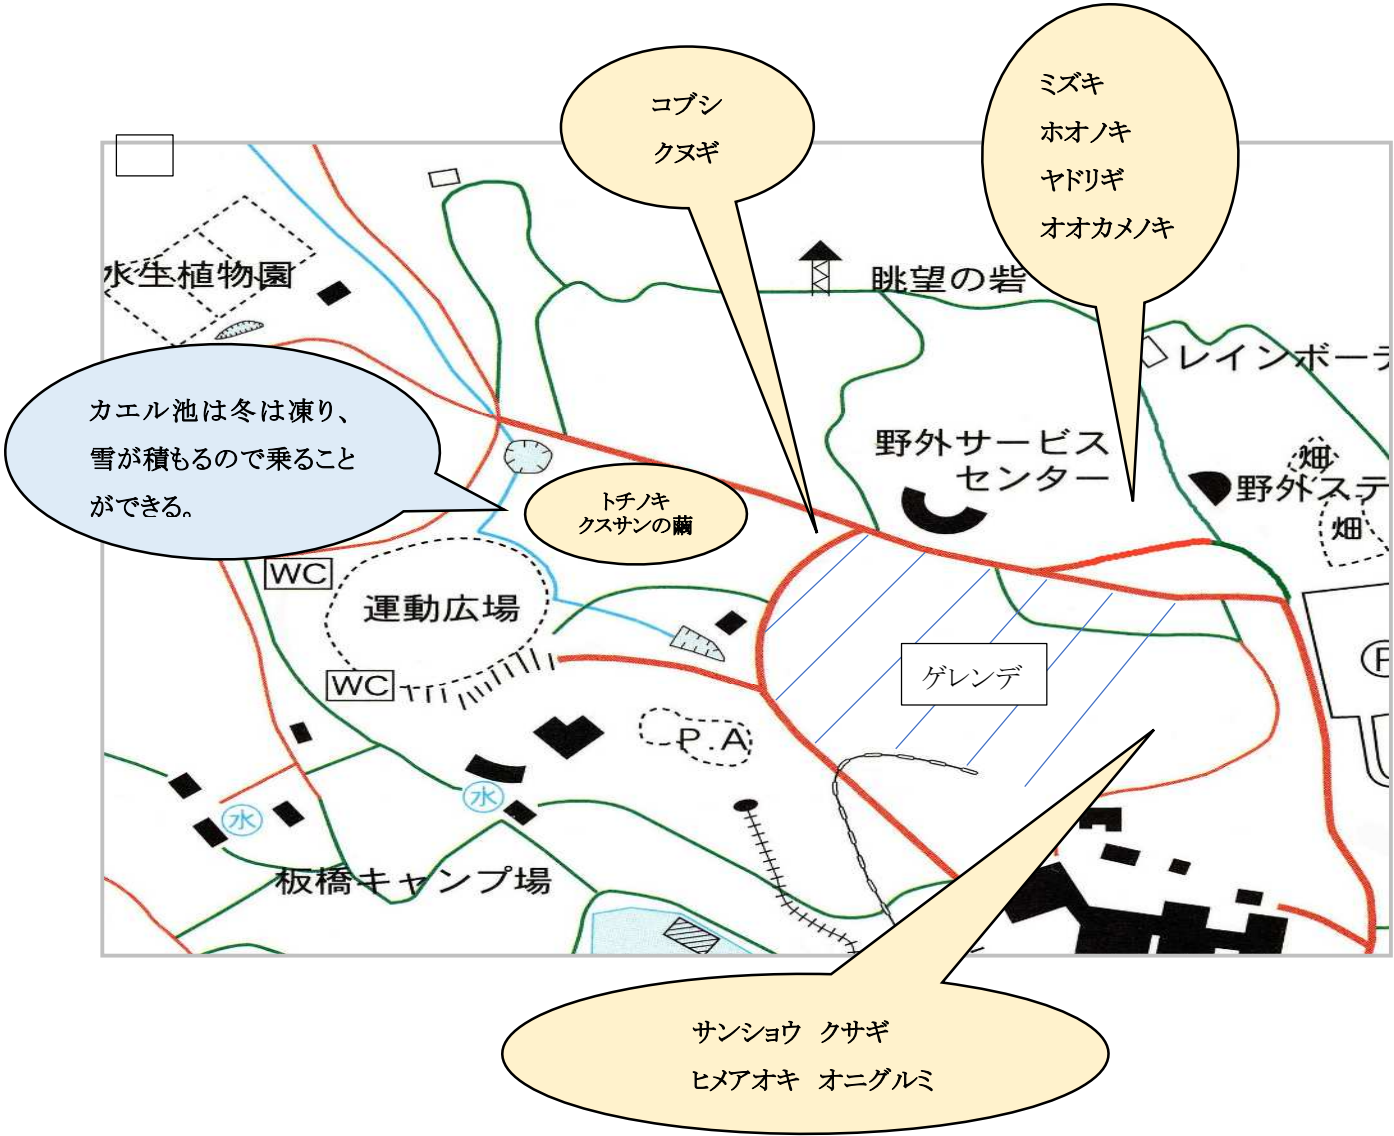 コブシ
クヌギ
ミズキ
ホオノキ
ヤドリギ
オオカメノキ
水生植物園
眺望の砦
レインボーテ
カエル池は冬は凍り、
雪が積もるので乗ること
ができる。
野外サービス
センター
畑
野外ステ
畑
トチノキ
クスサンの繭
WC
運動広場
WC
ゲレンデ
P
P.A
水
水
板橋キャンプ場
サンショウ クサギ
ヒメアオキ オニグルミ